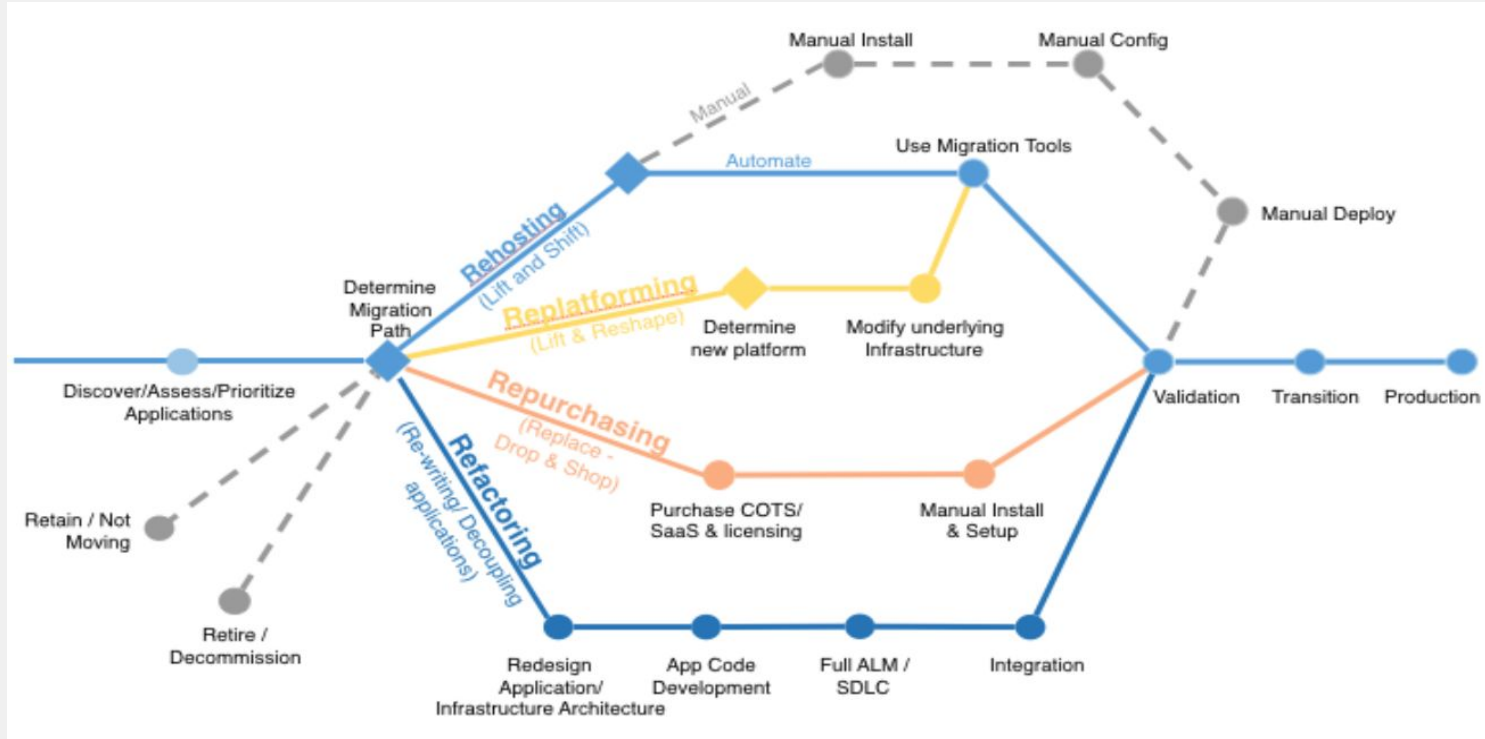 Manual Install
Manual Config
Manual
Automate
Use Migration Tools
Manual Deploy
Rehosting
(Lift and Shift)
Determine
Migration
Path
Replatforming
(Lift & Reshape)
Determine
new platform
Modify underlying
Infrastructure
Discover/Assess/Prioritize
Applications
Repurchasing
(Replace -
Drop & Shop)
Validation
Transition
Production
Refactoring
(Re-writing/ Decoupling
applications)
Purchase COTS/
SaaS & licensing
Manual Install
& Setup
Retain / Not
Moving
Retire /
Decommission
Redesign
Application/
Infrastructure Architecture
App Code
Development
Full ALM /
SDLC
Integration